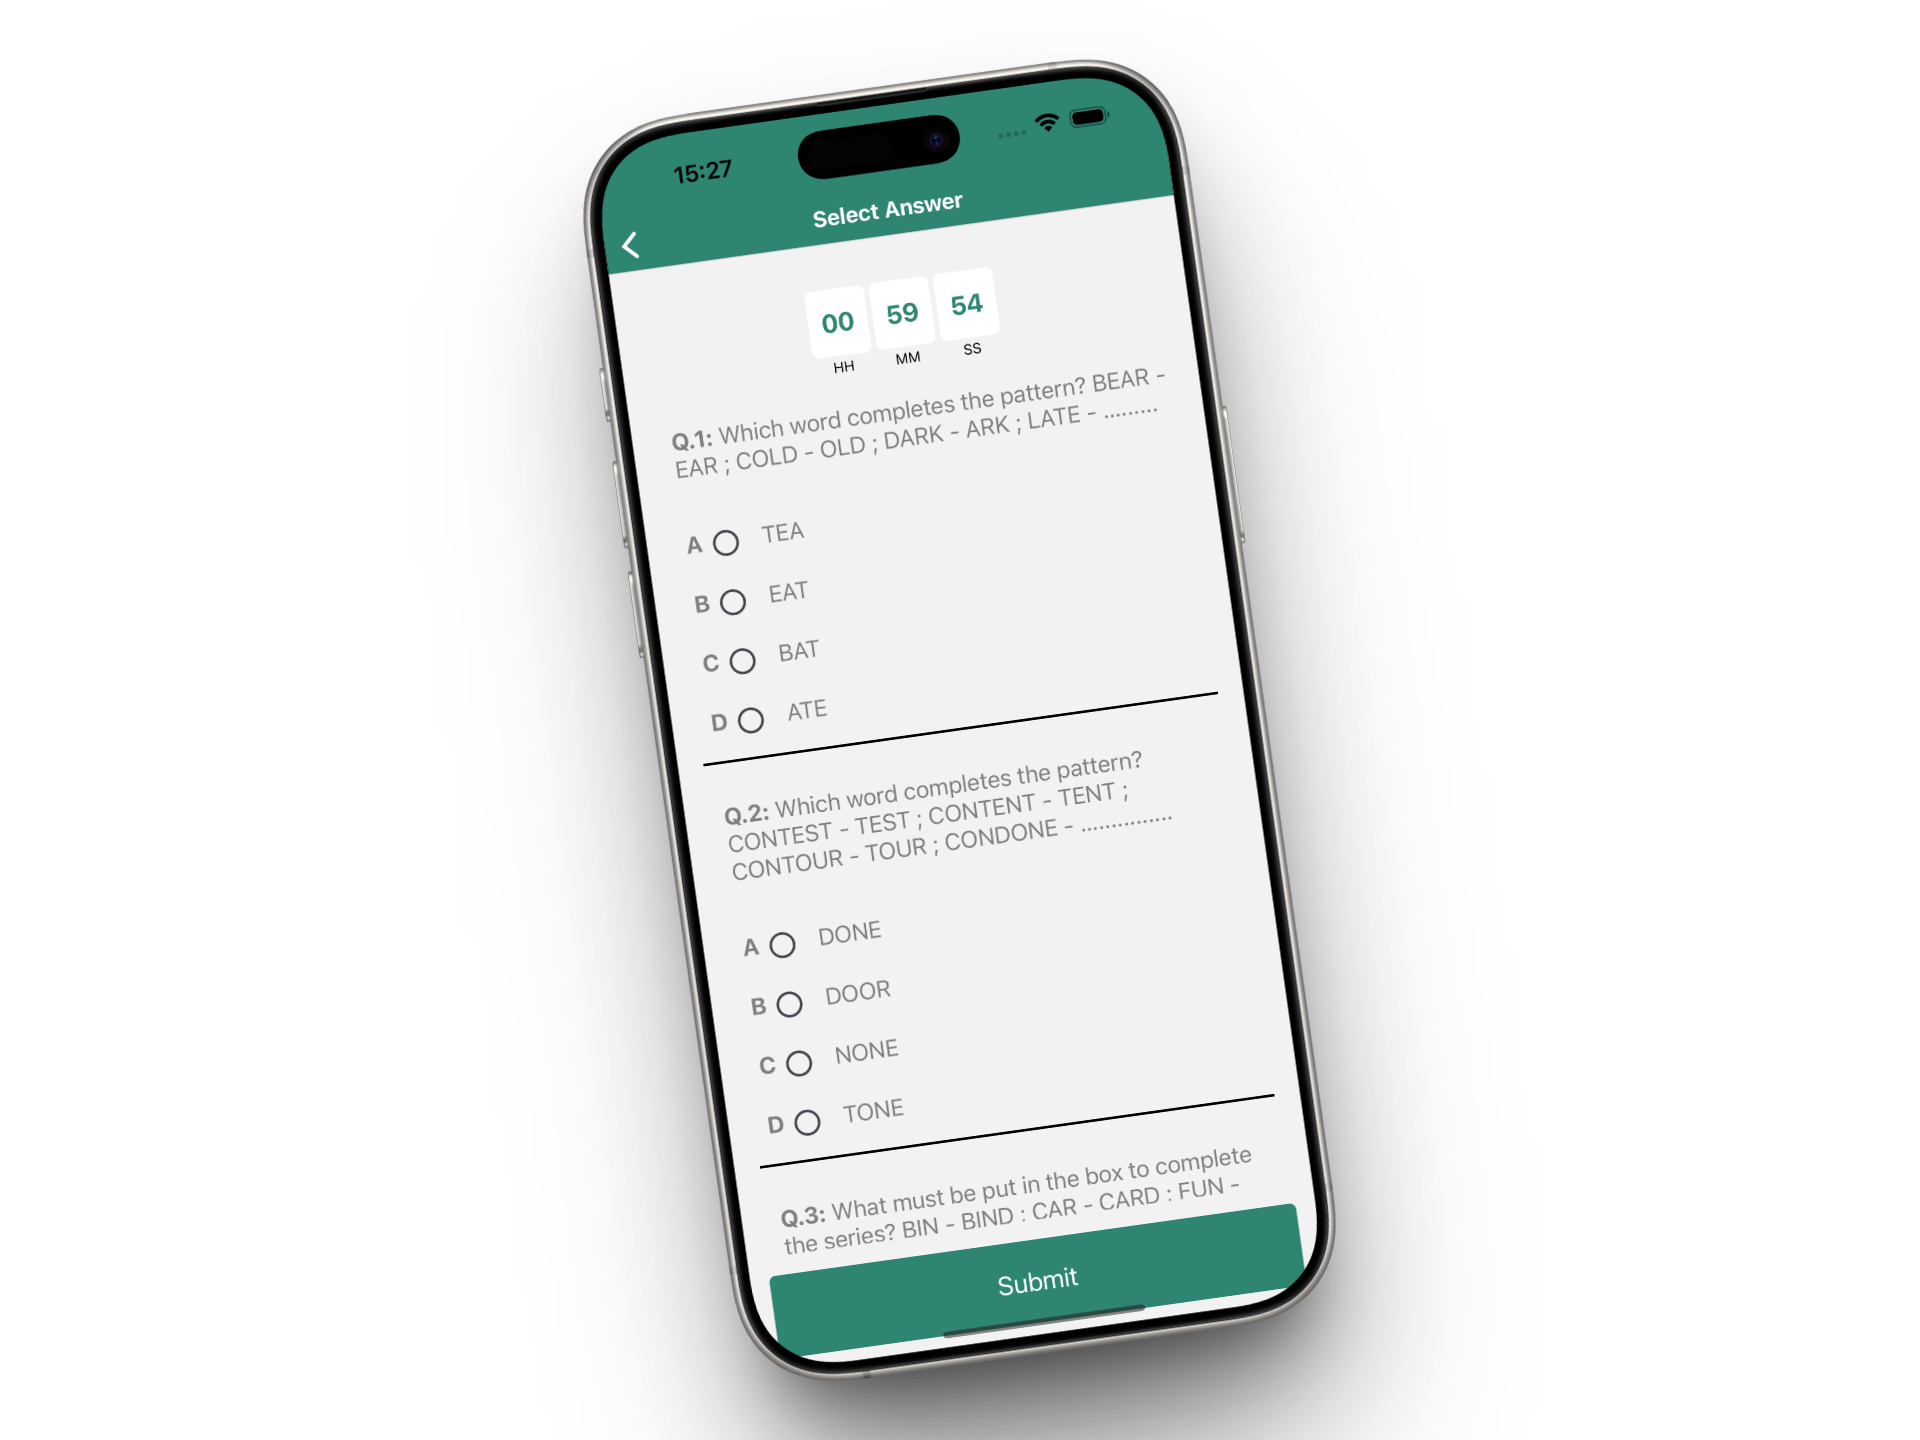 15:27
Select Answer
00 59 54
HH MM SS
Q.1: Which word completes the pattern? BEAR -
EAR ; COLD - OLD ; DARK - ARK ; LATE - .........
A TEA
B EAT
C BAT
D ATE
Q.2: Which word completes the pattern?
CONTEST - TEST ; CONTENT - TENT ;
CONTOUR - TOUR ; CONDONE - ...............
A DONE
B DOOR
C NONE
D TONE
Q.3: What must be put in the box to complete
the series? BIN - BIND : CAR - CARD : FUN -
Submit